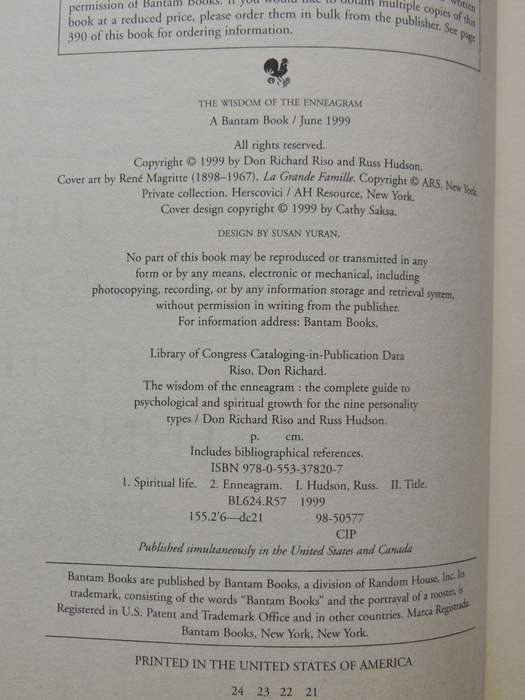 permission of Bantam Books. If you would like to obtain multiple copies of this
book at a reduced price, please order them in bulk from the publisher. See page
390 of this book for ordering information.
THE WISDOM OF THE ENNEAGRAM
A Bantam Book / June 1999
All rights reserved.
Copyright © 1999 by Don Richard Riso and Russ Hudson.
Cover art by René Magritte (1898–1967). La Grande Famille. Copyright © ARS, New York.
Private collection. Herscovici / AH Resource, New York.
Cover design copyright © 1999 by Cathy Saksa.
DESIGN BY SUSAN YURAN.
No part of this book may be reproduced or transmitted in any
form or by any means, electronic or mechanical, including
photocopying, recording, or by any information storage and retrieval system,
without permission in writing from the publisher.
For information address: Bantam Books.
Library of Congress Cataloging-in-Publication Data
Riso, Don Richard.
The wisdom of the enneagram : the complete guide to
psychological and spiritual growth for the nine personality
types / Don Richard Riso and Russ Hudson.
p. cm.
Includes bibliographical references.
ISBN 978-0-553-37820-7
1. Spiritual life. 2. Enneagram. I. Hudson, Russ. II. Title.
BL624.R57 1999
155.2'6—dc21 98-50577
CIP
Published simultaneously in the United States and Canada
Bantam Books are published by Bantam Books, a division of Random House, Inc. Its
trademark, consisting of the words "Bantam Books" and the portrayal of a rooster, is
Registered in U.S. Patent and Trademark Office and in other countries. Marca Registrada.
Bantam Books, New York, New York.
PRINTED IN THE UNITED STATES OF AMERICA
24 23 22 21